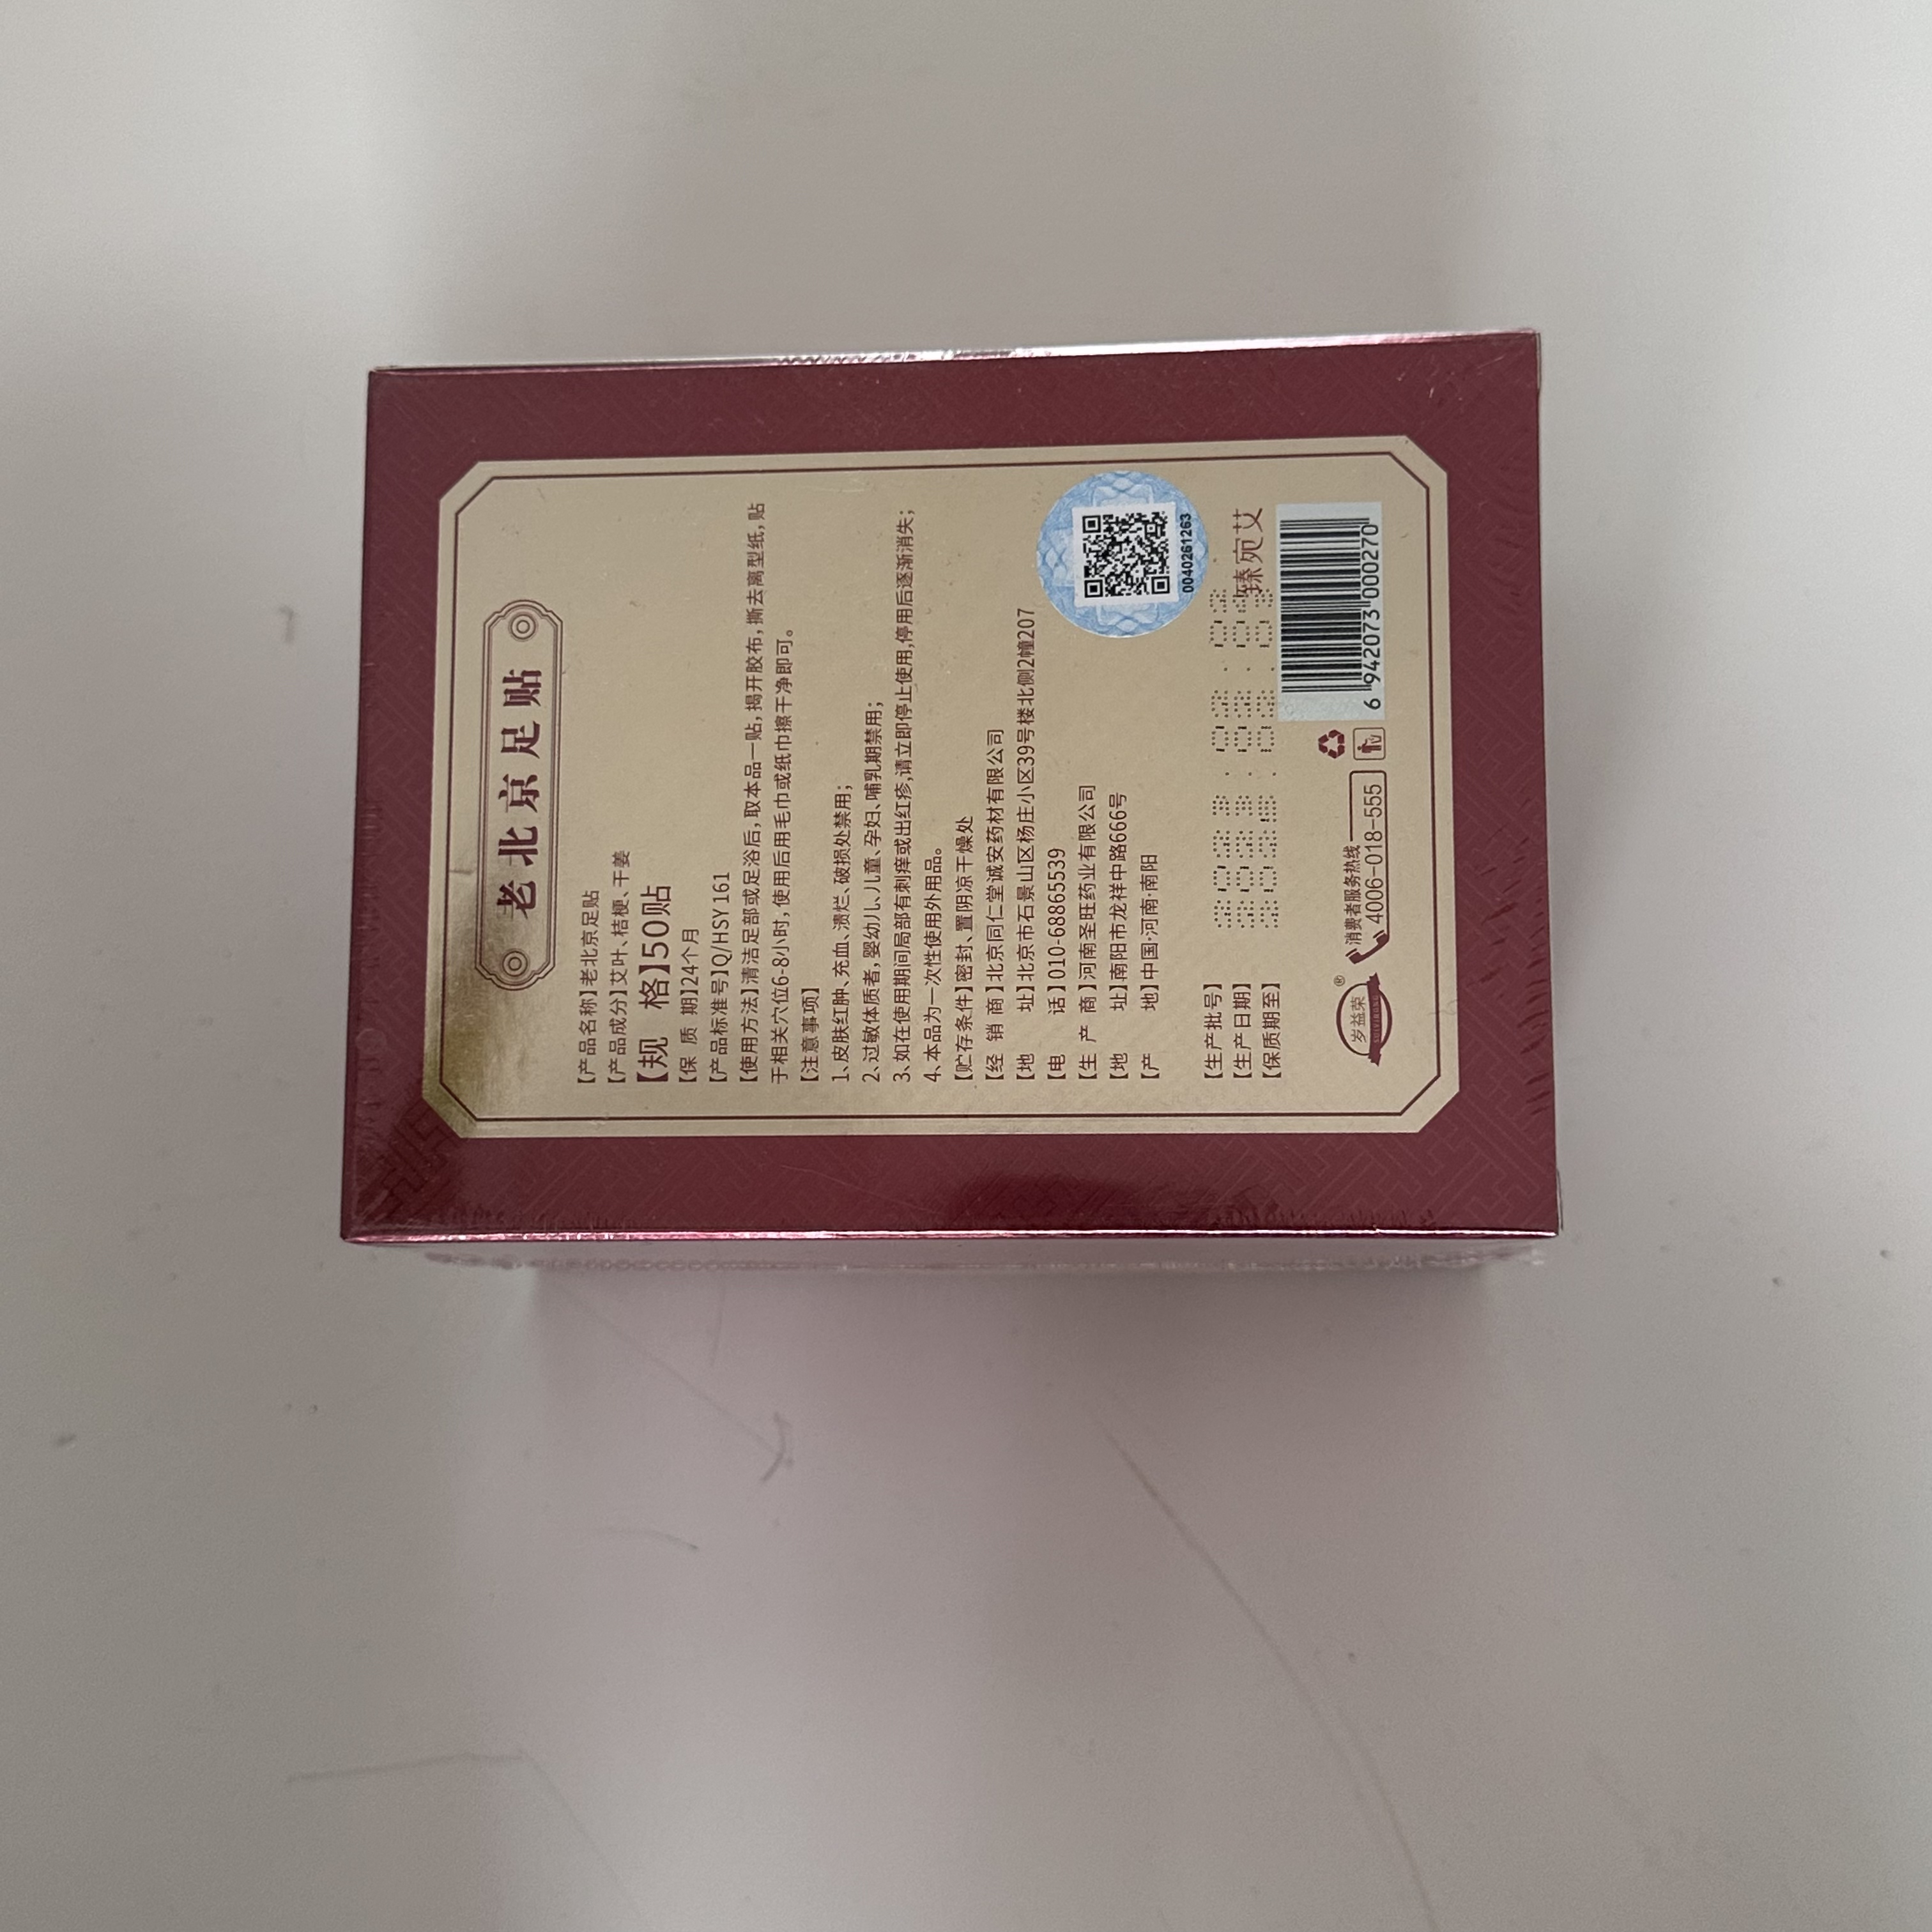 老北京足贴
【产品名称】老北京足贴
【产品成分】艾叶、桔梗、干姜
【规 格】50贴
【保 质 期】24个月
【产品标准号】Q/HSY161
【使用方法】清洁足部或足浴后,取本品一贴,揭开胶布,撕去离型纸,贴
于相关穴位6-8小时,使用后用毛巾或纸巾擦干净即可。
【注意事项】
1、皮肤红肿、充血、溃烂、破损处禁用;
2、过敏体质者,婴幼儿、儿童、孕妇、哺乳期禁用;
3、如在使用期间局部有刺痒或出红疹,请立即停止使用,停用后逐渐消失;
4、本品为一次性使用外用品。
【贮存条件】密封、置阴凉干燥处
【经 销 商】北京同仁堂诚安药材有限公司
【地 址】北京市石景山区杨庄小区39号楼北侧2幢207
【电 话】010-68865539
【生 产 商】河南圣旺药业有限公司
【地 址】南阳市龙祥中路666号
【产 地】中国·河南·南阳
0040261263
【生产批号】
【生产日期】
【保质期至】
臻宛艾
6 942073 000270
岁益荣®
消费者服务热线
4006-018-555